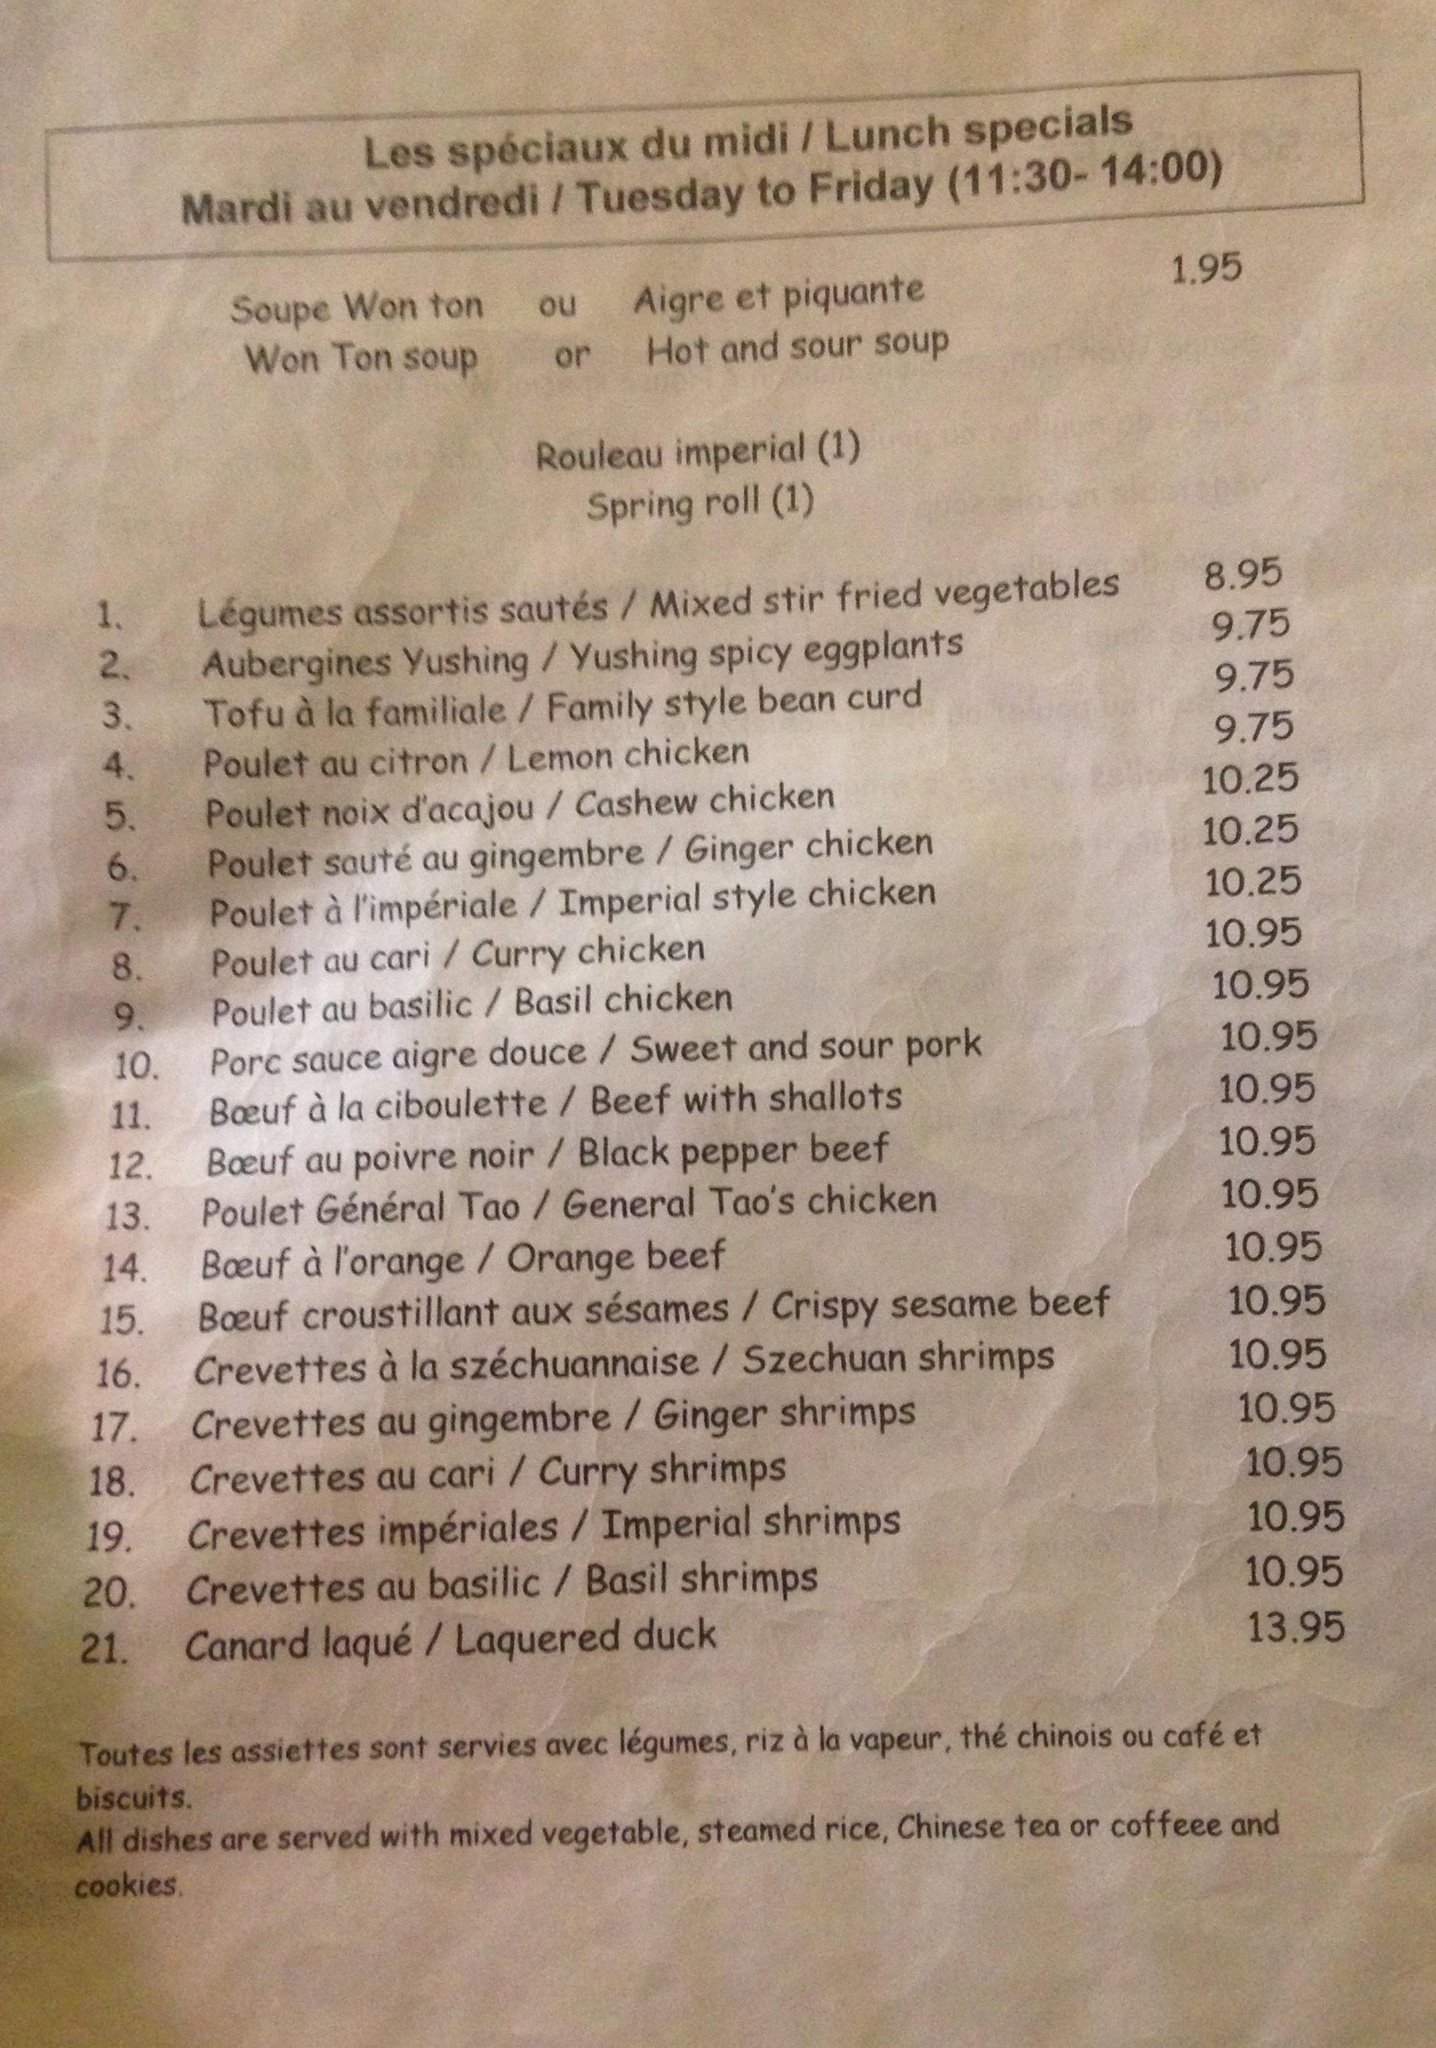 Les spéciaux du midi / Lunch specials
Mardi au vendredi / Tuesday to Friday (11:30- 14:00)
Soupe Won ton ou Aigre et piquante 1.95
Won Ton soup or Hot and sour soup
Rouleau imperial (1)
Spring roll (1)
1. Légumes assortis sautés / Mixed stir fried vegetables 8.95
2. Aubergines Yushing / Yushing spicy eggplants 9.75
3. Tofu à la familiale / Family style bean curd 9.75
4. Poulet au citron / Lemon chicken 9.75
5. Poulet noix d'acajou / Cashew chicken 10.25
6. Poulet sauté au gingembre / Ginger chicken 10.25
7. Poulet à l'impériale / Imperial style chicken 10.25
8. Poulet au cari / Curry chicken 10.95
9. Poulet au basilic / Basil chicken 10.95
10. Porc sauce aigre douce / Sweet and sour pork 10.95
11. Bœuf à la ciboulette / Beef with shallots 10.95
12. Bœuf au poivre noir / Black pepper beef 10.95
13. Poulet Général Tao / General Tao's chicken 10.95
14. Bœuf à l'orange / Orange beef 10.95
15. Bœuf croustillant aux sésames / Crispy sesame beef 10.95
16. Crevettes à la széchuannaise / Szechuan shrimps 10.95
17. Crevettes au gingembre / Ginger shrimps 10.95
18. Crevettes au cari / Curry shrimps 10.95
19. Crevettes impériales / Imperial shrimps 10.95
20. Crevettes au basilic / Basil shrimps 10.95
21. Canard laqué / Laquered duck 13.95
Toutes les assiettes sont servies avec légumes, riz à la vapeur, thé chinois ou café et
biscuits.
All dishes are served with mixed vegetable, steamed rice, Chinese tea or coffeee and
cookies.